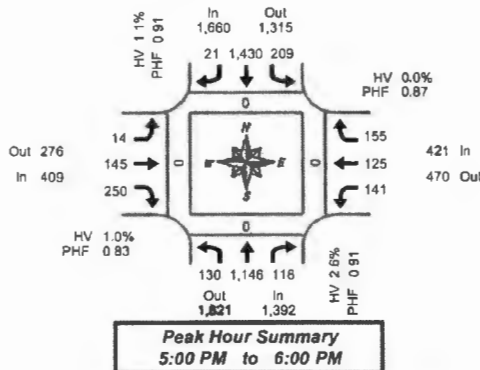 In Out
1,660 1,315
21 1,430 209
HV 1.1%
PHF 0.91
HV 0.0%
PHF 0.87
0
14
145
250
Out 276
In 409
0
N
W E
S
0
155
125
141
421 In
470 Out
HV 1.0%
PHF 0.83
0
130 1,146 116
HV 2.6%
PHF 0.91
Out In
1,821 1,392
Peak Hour Summary
5:00 PM to 6:00 PM